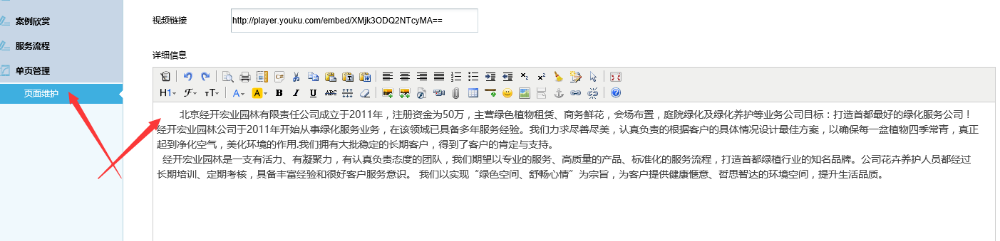 案例欣赏
服务流程
单页管理
页面维护
视频链接
http://player.youku.com/embed/XMjk3ODQ2NTcyMA==
详细信息
H1 ℱ тT A A B I U ABC
北京经开宏业园林有限责任公司成立于2011年，注册资金为50万，主营绿色植物租赁、商务鲜花，会场布置，庭院绿化及绿化养护等业务公司目标：打造首都最好的绿化服务公司！
经开宏业园林公司于2011年开始从事绿化服务业务，在该领域已具备多年服务经验。我们力求尽善尽美，认真负责的根据客户的具体情况设计最佳方案，以确保每一盆植物四季常青，真正
起到净化空气，美化环境的作用.我们拥有大批稳定的长期客户，得到了客户的肯定与支持。
经开宏业园林是一支有活力、有凝聚力，有认真负责态度的团队，我们期望以专业的服务、高质量的产品、标准化的服务流程，打造首都绿植行业的知名品牌。公司花卉养护人员都经过
长期培训、定期考核，具备丰富经验和很好客户服务意识。 我们以实现“绿色空间、舒畅心情”为宗旨，为客户提供健康惬意、哲思智达的环境空间，提升生活品质。